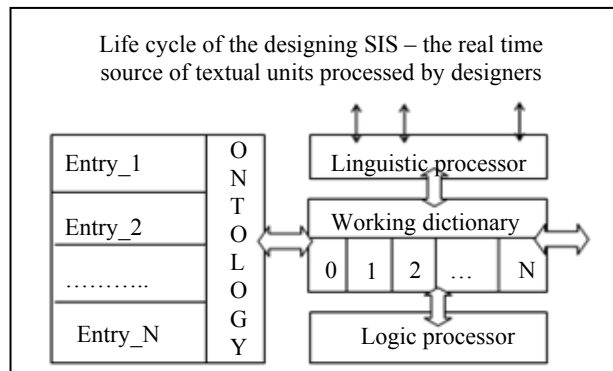 Life cycle of the designing SIS – the real time
source of textual units processed by designers
Entry_1
Entry_2
………..
Entry_N
O
N
T
O
L
O
G
Y
Linguistic processor
Working dictionary
0 1 2 … N
Logic processor